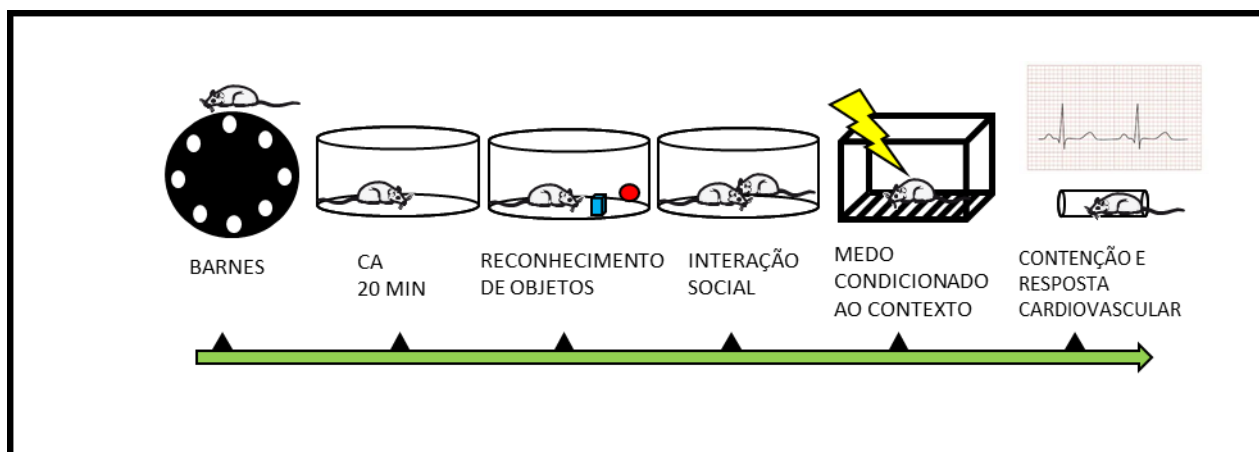 BARNES
CA
20 MIN
RECONHECIMENTO
DE OBJETOS
INTERAÇÃO
SOCIAL
MEDO
CONDICIONADO
AO CONTEXTO
CONTENÇÃO E
RESPOSTA
CARDIOVASCULAR